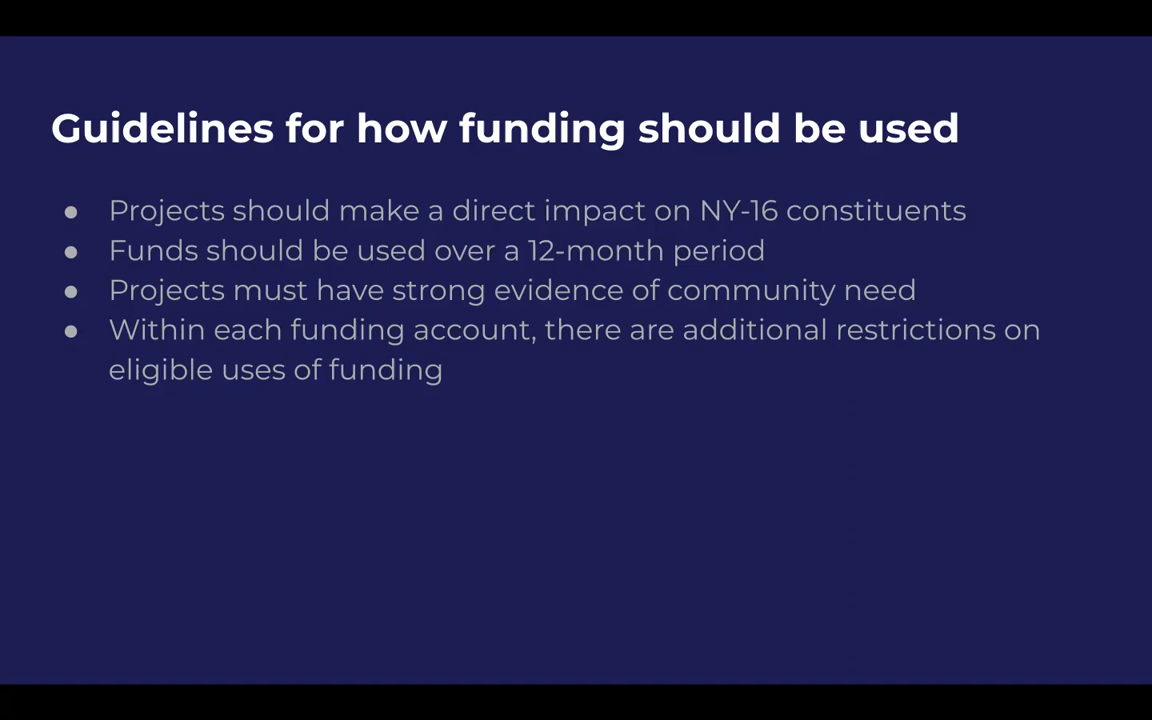 Guidelines for how funding should be used
● Projects should make a direct impact on NY-16 constituents
● Funds should be used over a 12-month period
● Projects must have strong evidence of community need
● Within each funding account, there are additional restrictions on
eligible uses of funding